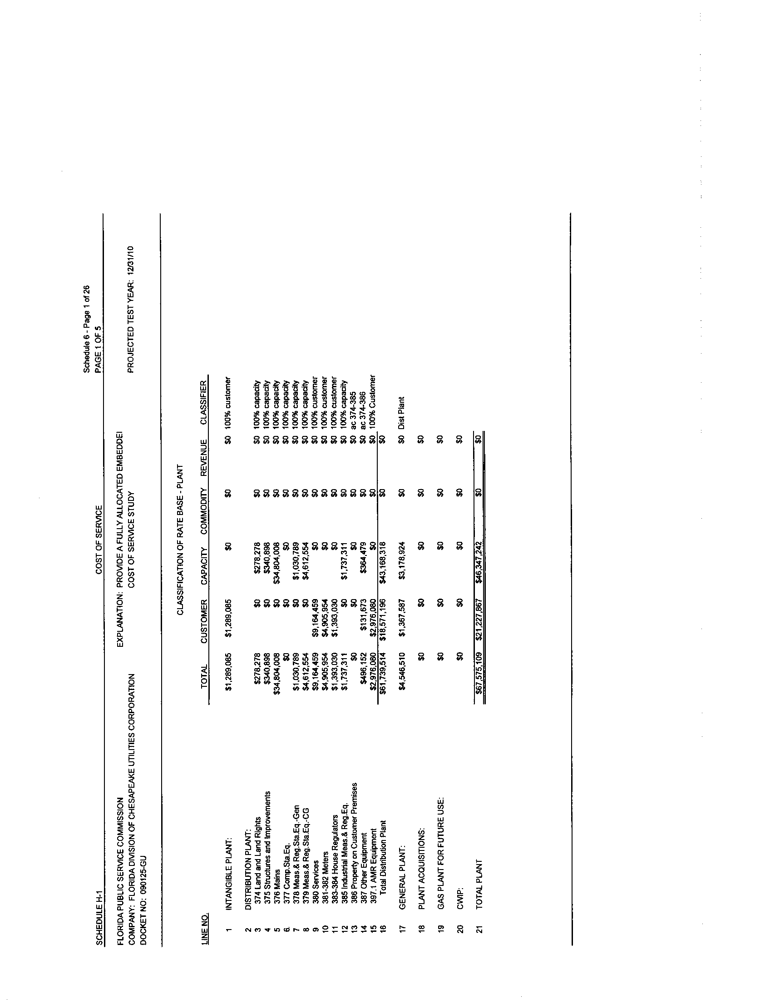 Schedule 6 - Page 1 of 26
SCHEDULE H-1 COST OF SERVICE PAGE 1 OF 5
FLORIDA PUBLIC SERVICE COMMISSION EXPLANATION: PROVIDE A FULLY ALLOCATED EMBEDDEI
COMPANY: FLORIDA DIVISION OF CHESAPEAKE UTILITIES CORPORATION COST OF SERVICE STUDY PROJECTED TEST YEAR: 12/31/10
DOCKET NO: 090125-GU
CLASSIFICATION OF RATE BASE - PLANT
LINE NO. TOTAL CUSTOMER CAPACITY COMMODITY REVENUE CLASSIFIER
1 INTANGIBLE PLANT: $1,289,085 $1,289,085 $0 $0 $0 100% customer
2 DISTRIBUTION PLANT:
3 374 Land and Land Rights $278,278 $0 $278,278 $0 $0 100% capacity
4 375 Structures and Improvements $340,898 $0 $340,898 $0 $0 100% capacity
5 376 Mains $34,804,008 $0 $34,804,008 $0 $0 100% capacity
6. 377 Comp.Sta.Eq. $0 $0 $0 $0 $0 100% capacity
7 378 Meas.& Reg.Sta.Eq.-Gen $1,030,789 $0 $1,030,789 $0 $0 100% capacity
8 379 Meas.& Reg.Sta.Eq.-CG $4,612,554 $0 $4,612,554 $0 $0 100% capacity
9 380 Services $9,164,459 $9,164,459 $0 $0 $0 100% customer
10 381-382 Meters $4,905,954 $4,905,954 $0 $0 $0 100% customer
11 383-384 House Regulators $1,393,030 $1,393,030 $0 $0 $0 100% customer
12 385 Industrial Meas.& Reg.Eq. $1,737,311 $0 $1,737,311 $0 $0 100% capacity
13 386 Property on Customer Premises $0 $0 $0 $0 $0 ac 374-385
14 387 Other Equipment $496,152 $131,673 $364,479 $0 $0 ac 374-386
15 397.1 AMR Equipment $2,976,080 $2,976,080 $0 $0 $0 100% Customer
16 Total Distribution Plant $61,739,514 $18,571,196 $43,168,318 $0 $0
17 GENERAL PLANT: $4,546,510 $1,367,587 $3,178,924 $0 $0 Dist Plant
18 PLANT ACQUISITIONS: $0 $0 $0 $0 $0
19 GAS PLANT FOR FUTURE USE: $0 $0 $0 $0 $0
20 CWIP: $0 $0 $0 $0 $0
21 TOTAL PLANT $67,575,109 $21,227,867 $46,347,242 $0 $0